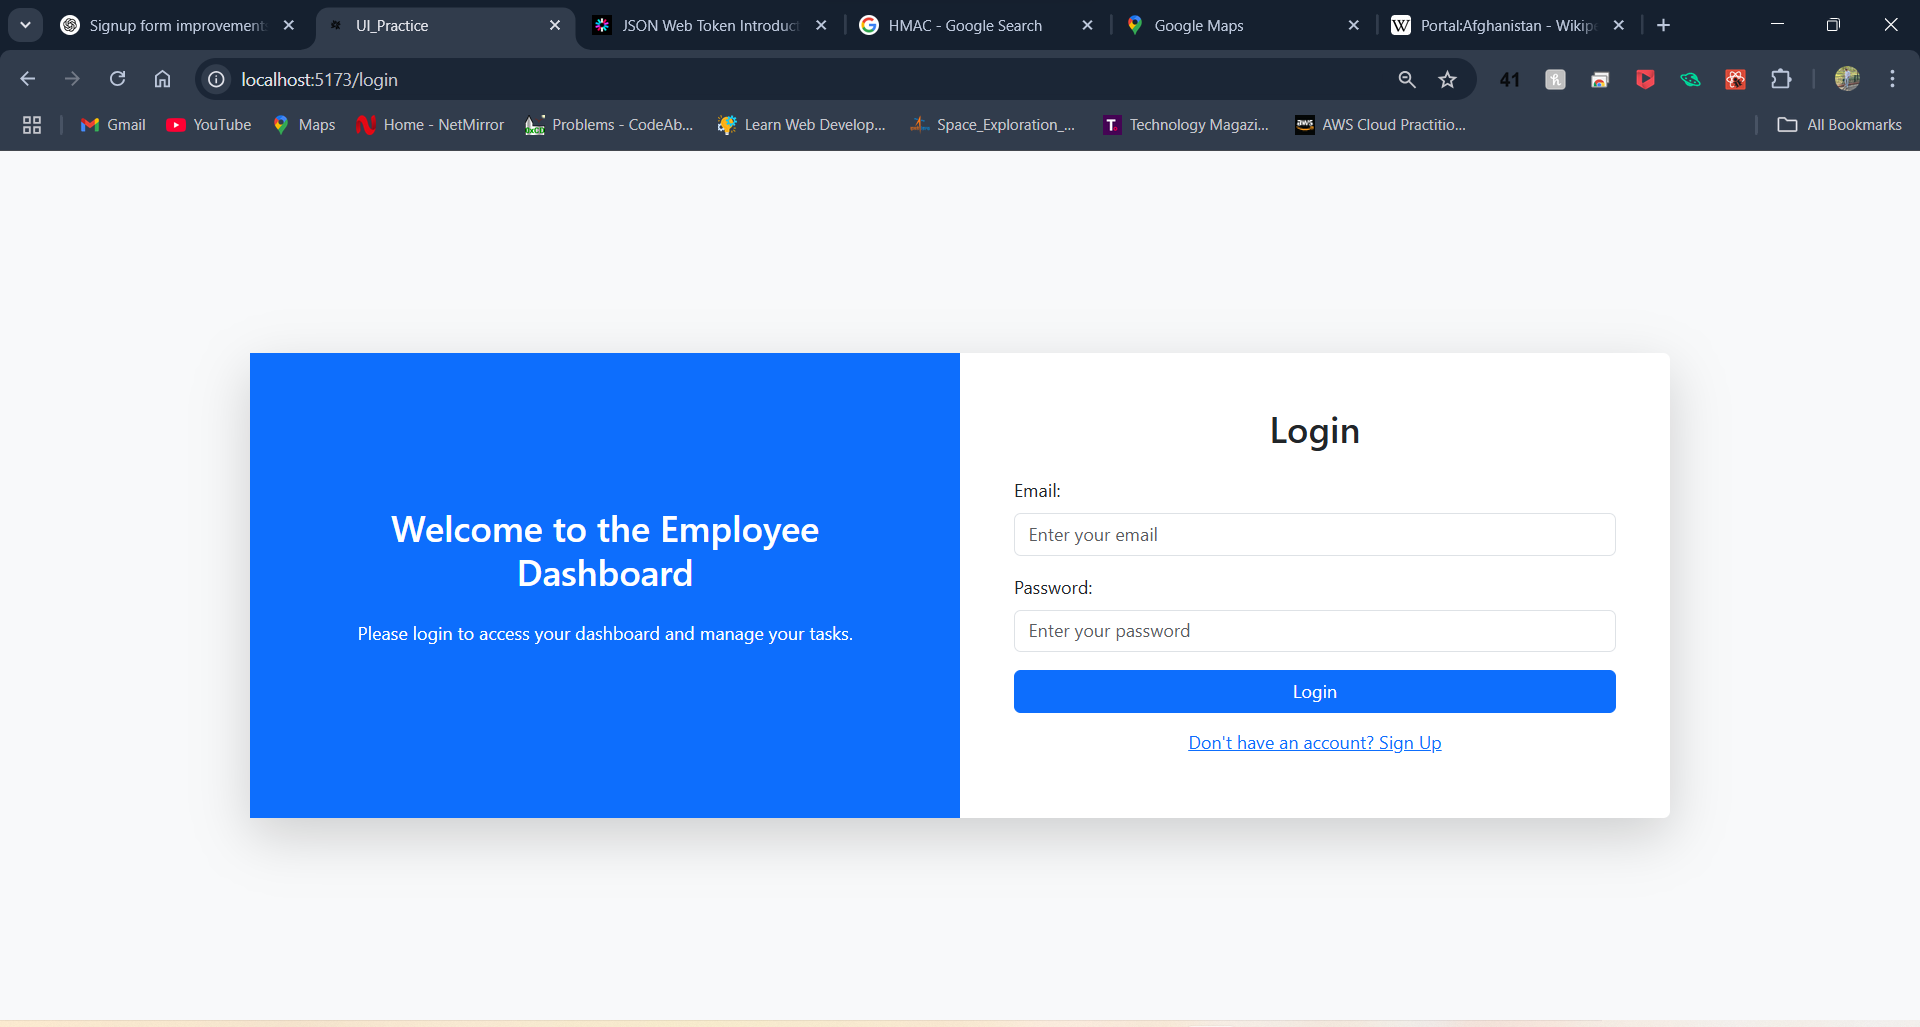 Signup form improvement
UI_Practice
JSON Web Token Introduct
HMAC - Google Search
Google Maps
Portal:Afghanistan - Wikip
localhost:5173/login
41
Gmail
YouTube
Maps
Home - NetMirror
Problems - CodeAb...
Learn Web Develop...
Space_Exploration_...
T.
Technology Magazi...
aws
AWS Cloud Practitio...
All Bookmarks
Welcome to the Employee
Dashboard
Please login to access your dashboard and manage your tasks.
Login
Email:
Enter your email
Password:
Enter your password
Login
Don't have an account? Sign Up